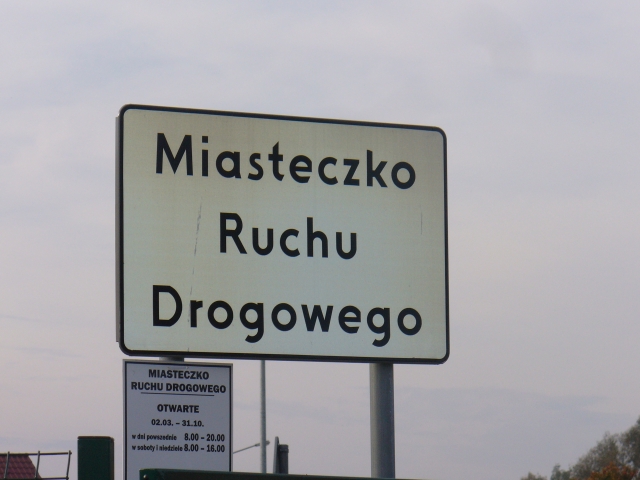 Miasteczko
Ruchu
Drogowego
MIASTECZKO
RUCHU DROGOWEGO
OTWARTE
02.03. – 31.10.
w dni powszednie 8.00 – 20.00
w soboty i niedziele 8.00 – 16.00